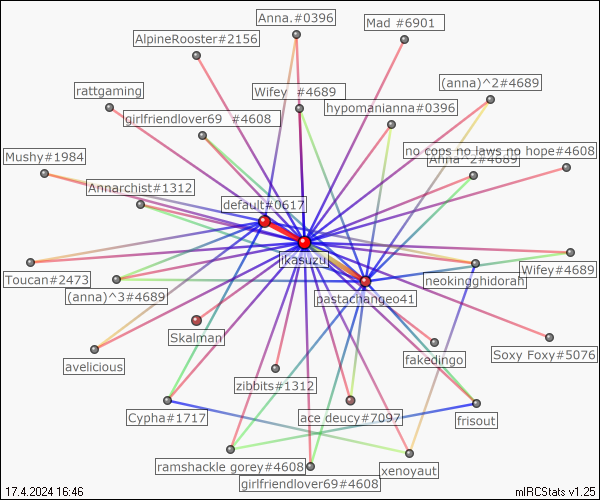 Anna.#0396
Mad #6901
AlpineRooster#2156
(anna)^2#4689
rattgaming
Wifey #4689
hypomanianna#0396
girlfriendlover69 #4608
no cops no laws no hope#4608
Mushy#1984
Anna^2#4689
Annarchist#1312
default#0617
ikasuzu
Wifey#4689
Toucan#2473
neokingghidorah
(anna)^3#4689
pastachangeo41
Skalman
Soxy Foxy#5076
fakedingo
avelicious
zibbits#1312
Cypha#1717
ace deucy#7097
frisout
ramshackle gorey#4608
xenoyaut
girlfriendlover69#4608
17.4.2024 16:46
mIRCStats v1.25